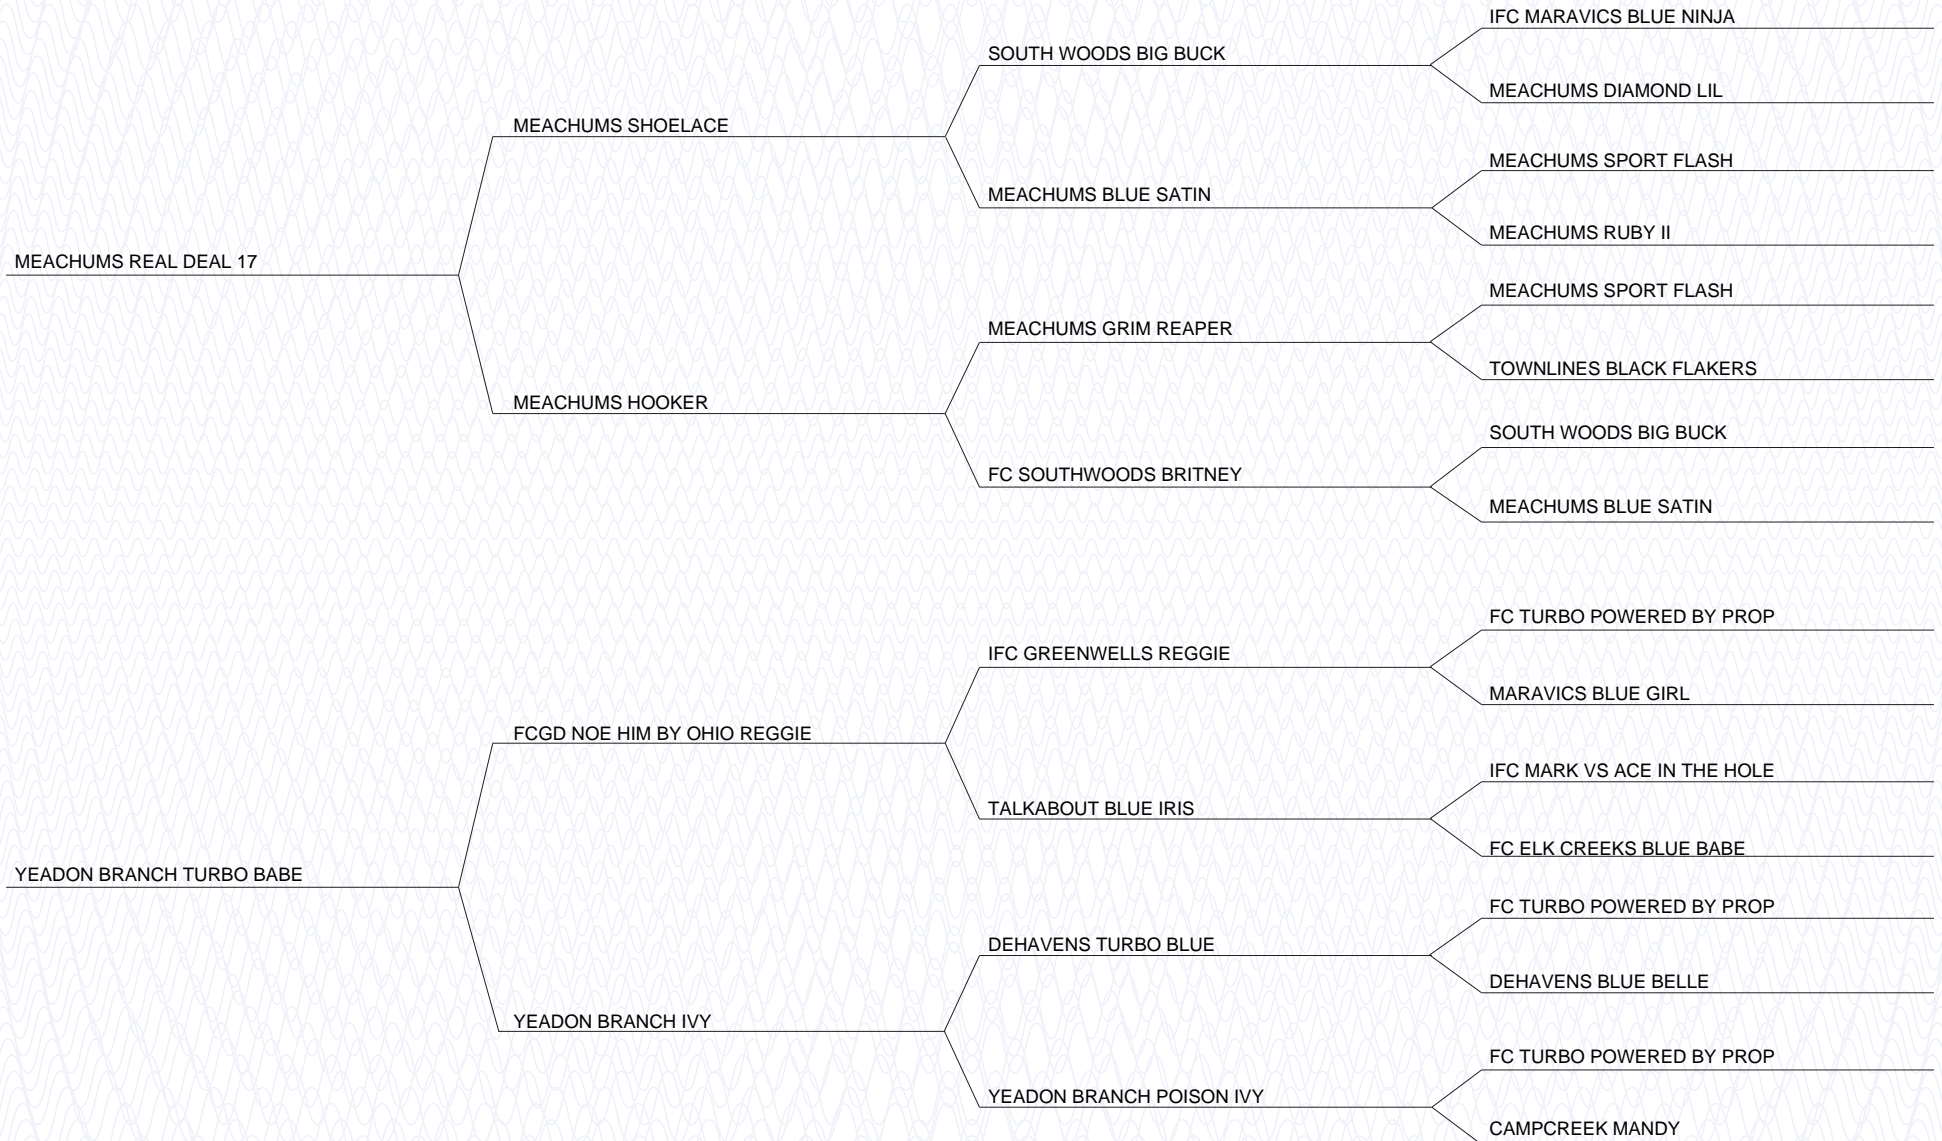 IFC MARAVICS BLUE NINJA
SOUTH WOODS BIG BUCK
MEACHUMS DIAMOND LIL
MEACHUMS SHOELACE
MEACHUMS SPORT FLASH
MEACHUMS BLUE SATIN
MEACHUMS RUBY II
MEACHUMS REAL DEAL 17
MEACHUMS SPORT FLASH
MEACHUMS GRIM REAPER
TOWNLINES BLACK FLAKERS
MEACHUMS HOOKER
SOUTH WOODS BIG BUCK
FC SOUTHWOODS BRITNEY
MEACHUMS BLUE SATIN
FC TURBO POWERED BY PROP
IFC GREENWELLS REGGIE
MARAVICS BLUE GIRL
FCGD NOE HIM BY OHIO REGGIE
IFC MARK VS ACE IN THE HOLE
TALKABOUT BLUE IRIS
FC ELK CREEKS BLUE BABE
YEADON BRANCH TURBO BABE
FC TURBO POWERED BY PROP
DEHAVENS TURBO BLUE
DEHAVENS BLUE BELLE
YEADON BRANCH IVY
FC TURBO POWERED BY PROP
YEADON BRANCH POISON IVY
CAMPCREEK MANDY